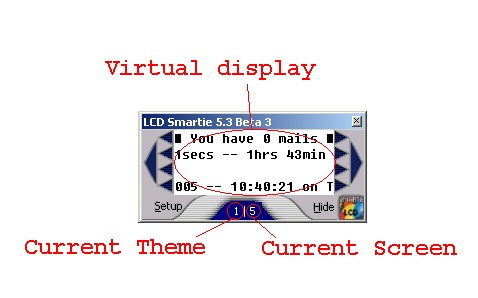 Virtual display
LCD Smartie 5.3 Beta 3
You have 0 mails
1secs -- 1hrs 43min
005 -- 10:40:21 on T
Setup
1 | 5
Hide
LCD
Current Theme
Current Screen